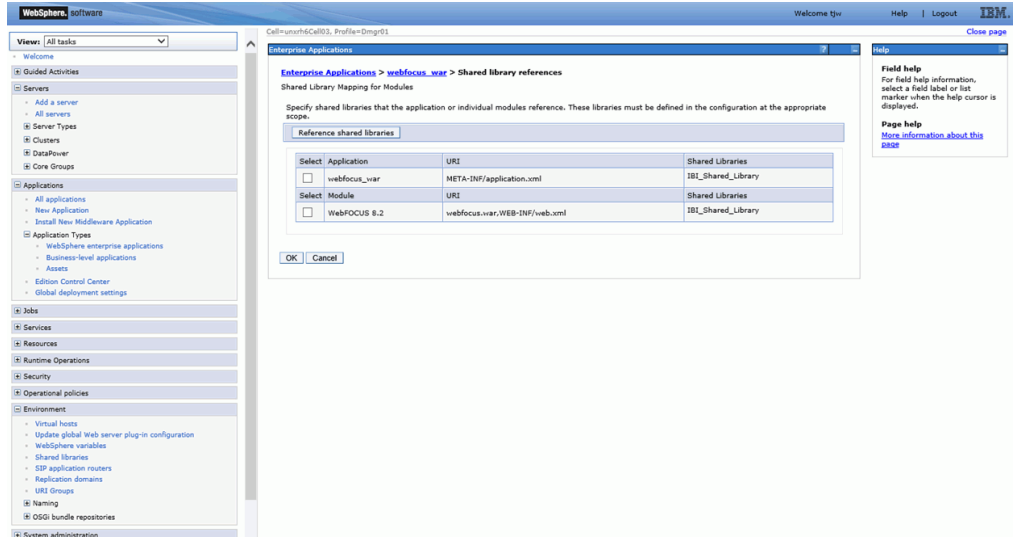 WebSphere. software
Welcome tjw
Help | Logout
IBM.
View: All tasks
Welcome
Guided Activities
Servers
Add a server
All servers
Server Types
Clusters
DataPower
Core Groups
Applications
All applications
New Application
Install New Middleware Application
Application Types
WebSphere enterprise applications
Business-level applications
Assets
Edition Control Center
Global deployment settings
Jobs
Services
Resources
Runtime Operations
Security
Operational policies
Environment
Virtual hosts
Update global Web server plug-in configuration
WebSphere variables
Shared libraries
SIP application routers
Replication domains
URI Groups
Naming
OSGi bundle repositories
System administration
Cell=unxrh6Cell03, Profile=Dmgr01
Close page
Enterprise Applications
?
Enterprise Applications > webfocus_war > Shared library references
Shared Library Mapping for Modules
Specify shared libraries that the application or individual modules reference. These libraries must be defined in the configuration at the appropriate
scope.
Reference shared libraries
Select Application URI Shared Libraries
webfocus_war META-INF/application.xml IBI_Shared_Library
Select Module URI Shared Libraries
WebFOCUS 8.2 webfocus.war,WEB-INF/web.xml IBI_Shared_Library
OK Cancel
Help
Field help
For field help information,
select a field label or list
marker when the help cursor is
displayed.
Page help
More information about this
page